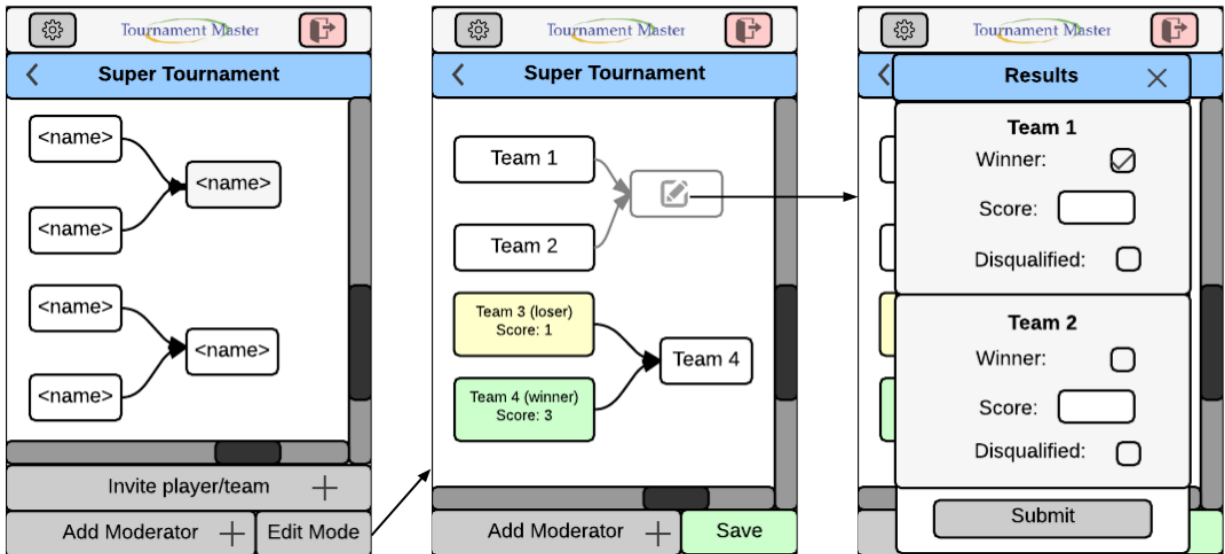 Tournament Master
Super Tournament
<name>
<name>
<name>
<name>
<name>
<name>
Invite player/team
Add Moderator
Edit Mode
Tournament Master
Super Tournament
Team 1
Team 2
Team 3 (loser)
Score: 1
Team 4
Team 4 (winner)
Score: 3
Add Moderator
Save
Tournament Master
Results
Team 1
Winner:
Score:
Disqualified:
Team 2
Winner:
Score:
Disqualified:
Submit